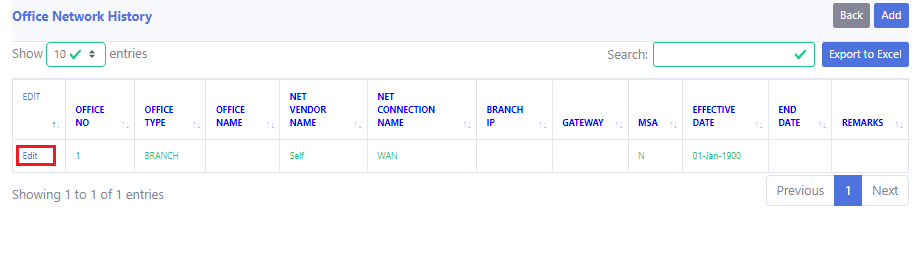 Office Network History Back Add
Show 10 entries Search: Export to Excel
EDIT OFFICE NO OFFICE TYPE OFFICE NAME NET VENDOR NAME NET CONNECTION NAME BRANCH IP GATEWAY MSA EFFECTIVE DATE END DATE REMARKS
Edit 1 BRANCH Self WAN N 01-Jan-1900
Showing 1 to 1 of 1 entries Previous 1 Next